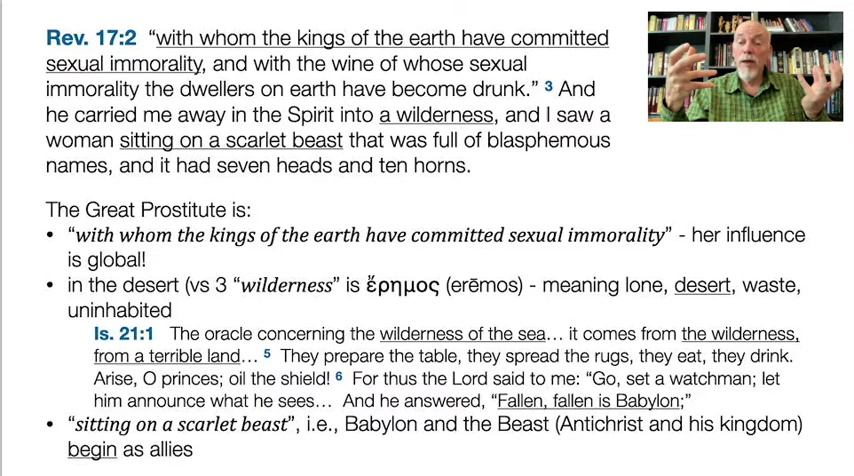 Rev. 17:2 “with whom the kings of the earth have committed
sexual immorality, and with the wine of whose sexual
immorality the dwellers on earth have become drunk.” 3 And
he carried me away in the Spirit into a wilderness, and I saw a
woman sitting on a scarlet beast that was full of blasphemous
names, and it had seven heads and ten horns.
The Great Prostitute is:
• “with whom the kings of the earth have committed sexual immorality” - her influence
is global!
• in the desert (vs 3 “wilderness” is ἔρημος (erēmos) - meaning lone, desert, waste,
uninhabited
Is. 21:1 The oracle concerning the wilderness of the sea… it comes from the wilderness,
from a terrible land… 5 They prepare the table, they spread the rugs, they eat, they drink.
Arise, O princes; oil the shield! 6 For thus the Lord said to me: “Go, set a watchman; let
him announce what he sees… And he answered, “Fallen, fallen is Babylon;”
• “sitting on a scarlet beast”, i.e., Babylon and the Beast (Antichrist and his kingdom)
begin as allies